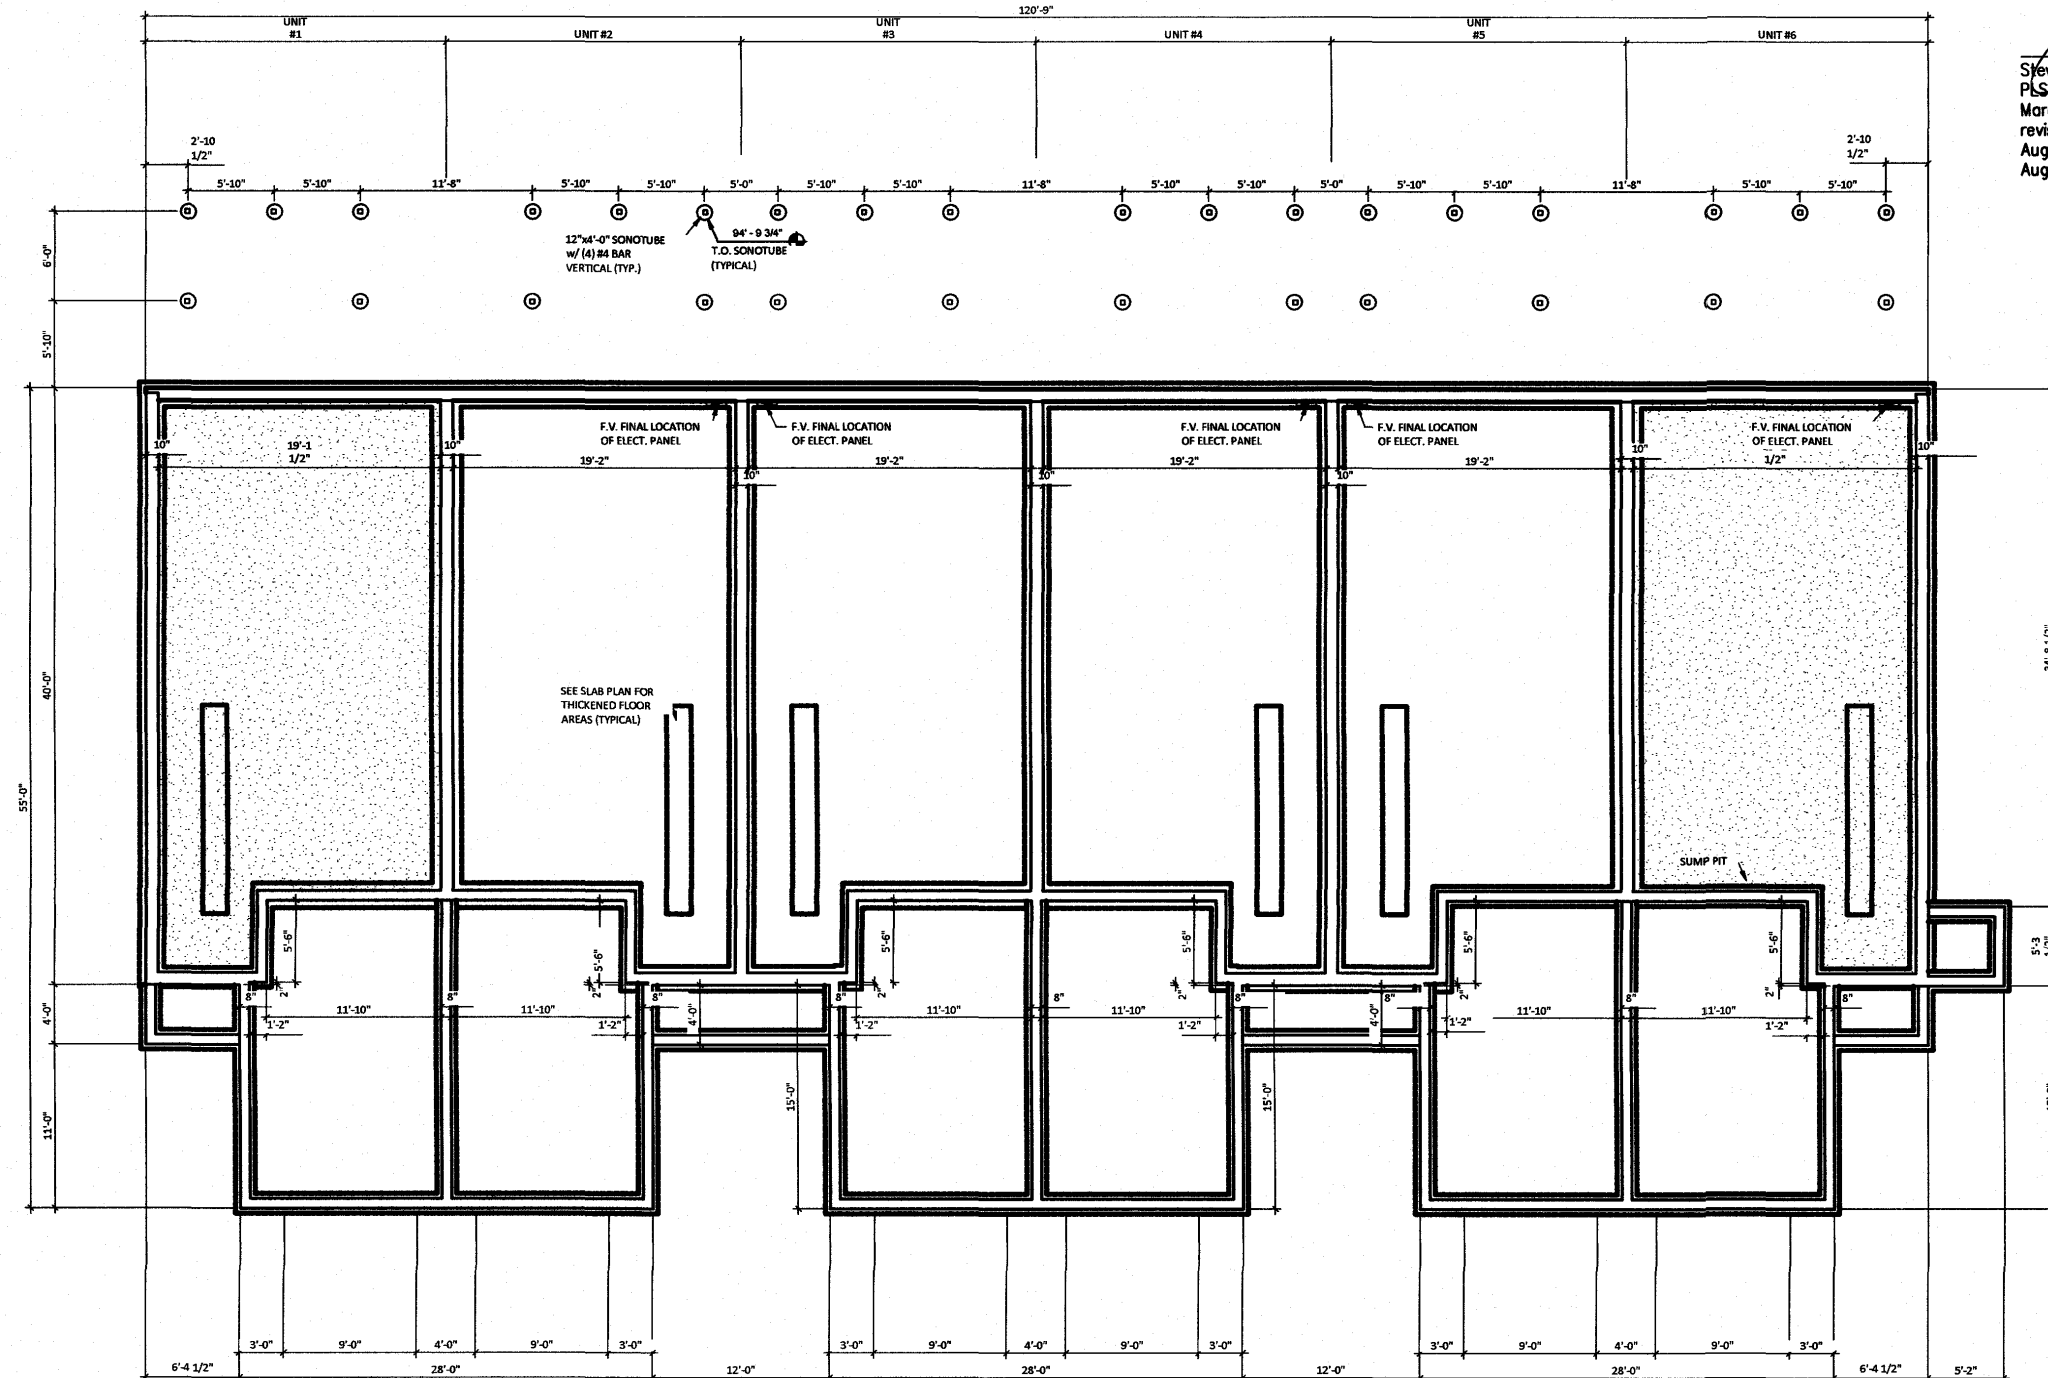 120'-9"
UNIT
#1
UNIT #2
UNIT
#3
UNIT #4
UNIT
#5
UNIT #6
2'-10
1/2"
2'-10
1/2"
5'-10" 5'-10" 11'-8" 5'-10" 5'-10" 5'-0" 5'-10" 5'-10" 11'-8" 5'-10" 5'-10" 5'-0" 5'-10" 5'-10" 11'-8" 5'-10" 5'-10"
6'-0"
5'-10"
12"x4'-0" SONOTUBE
w/ (4) #4 BAR
VERTICAL (TYP.)
94' - 9 3/4"
T.O. SONOTUBE
(TYPICAL)
F.V. FINAL LOCATION
OF ELECT. PANEL
F.V. FINAL LOCATION
OF ELECT. PANEL
F.V. FINAL LOCATION
OF ELECT. PANEL
F.V. FINAL LOCATION
OF ELECT. PANEL
F.V. FINAL LOCATION
OF ELECT. PANEL
10" 19'-1
1/2" 10" 19'-2" 10" 19'-2" 10" 19'-2" 10" 19'-2" 10" 1/2" 10"
40'-0"
55'-0"
SEE SLAB PLAN FOR
THICKENED FLOOR
AREAS (TYPICAL)
SUMP PIT
5'-6" 5'-6" 5'-6" 5'-6" 5'-6" 5'-6"
5'-3
2" 2" 2" 2" 2" 2"
8" 8" 8" 8" 8" 8" 8" 8" 8"
4'-0"
11'-10" 11'-10" 4'-0" 11'-10" 11'-10" 4'-0" 11'-10" 11'-10"
1'-2" 1'-2" 1'-2" 1'-2" 1'-2" 1'-2"
11'-0"
15'-0" 15'-0"
3'-0" 9'-0" 4'-0" 9'-0" 3'-0" 3'-0" 9'-0" 4'-0" 9'-0" 3'-0" 3'-0" 9'-0" 4'-0" 9'-0" 3'-0"
6'-4 1/2" 28'-0" 12'-0" 28'-0" 12'-0" 28'-0" 6'-4 1/2" 5'-2"